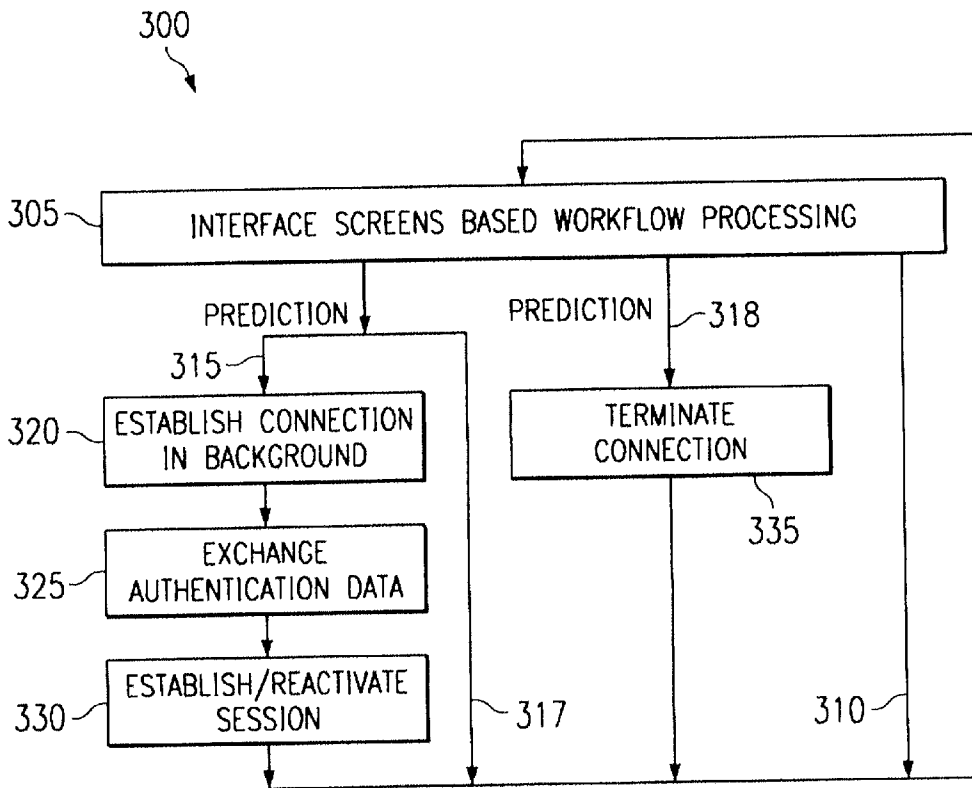 300
305
INTERFACE SCREENS BASED WORKFLOW PROCESSING
PREDICTION
PREDICTION
318
315
320
ESTABLISH CONNECTION
IN BACKGROUND
TERMINATE
CONNECTION
335
325
EXCHANGE
AUTHENTICATION DATA
330
ESTABLISH/REACTIVATE
SESSION
317
310